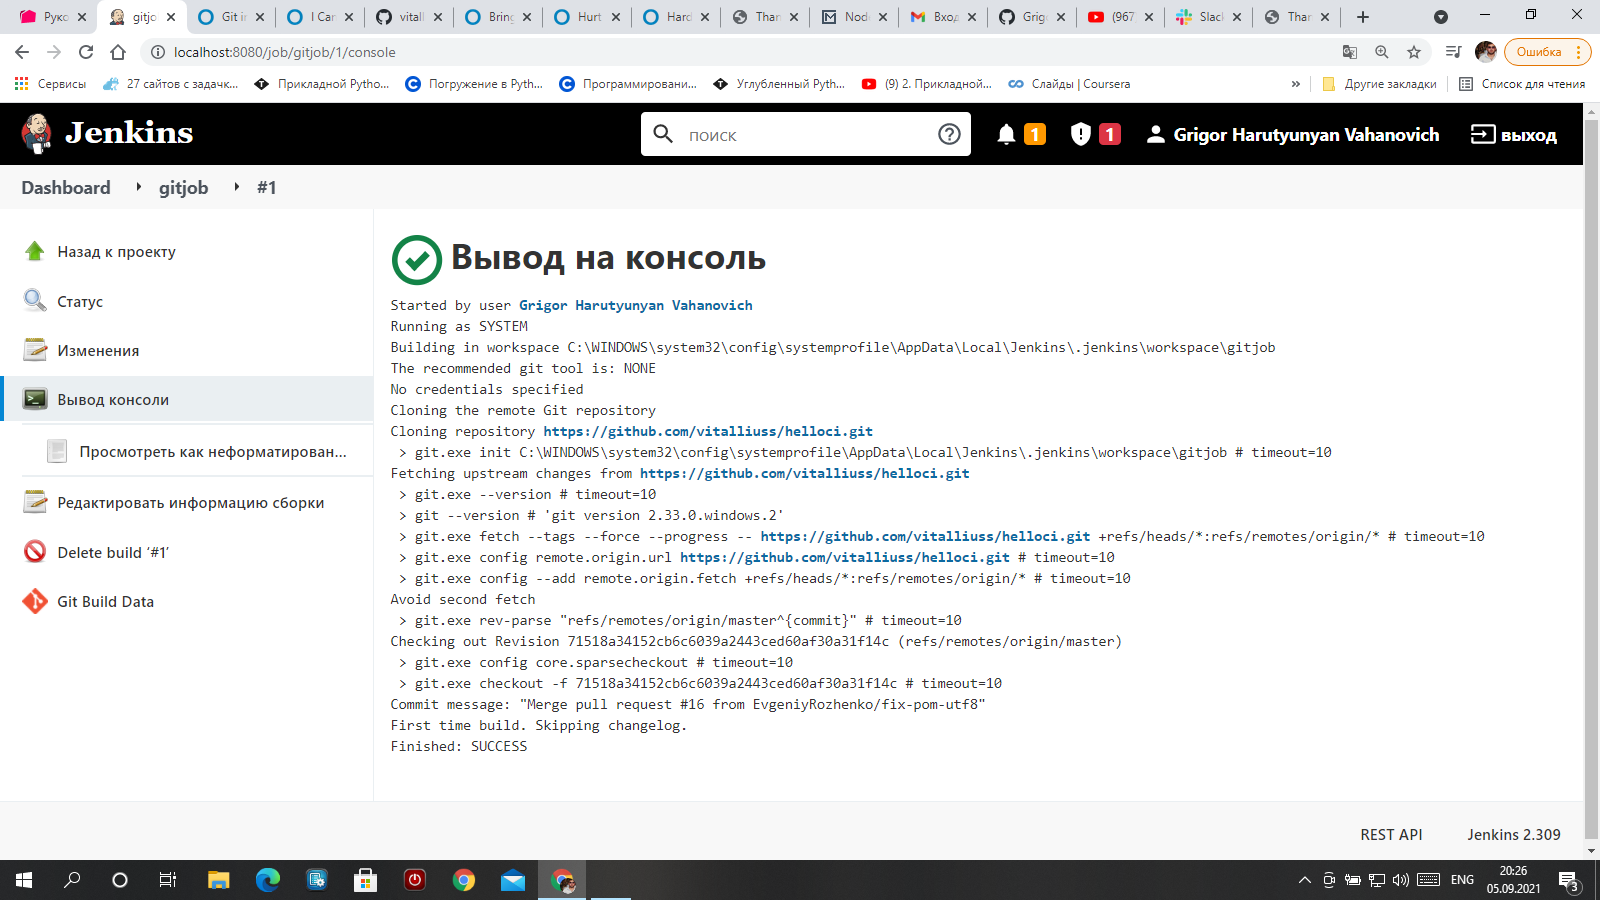 Руко
gitjo
Git in
I Can
vitall
Bring
Hurt
Hard
Than
Node
Вход
Grigo
(967
Slack
Than
localhost:8080/job/gitjob/1/console
Ошибка
Сервисы
27 сайтов с задачк...
Прикладной Pytho...
Погружение в Pyth...
Программировани...
Углубленный Pyth...
(9) 2. Прикладной...
Слайды | Coursera
»
Другие закладки
Список для чтения
Jenkins
поиск
1
1
Grigor Harutyunyan Vahanovich
выход
Dashboard
gitjob
#1
Назад к проекту
Статус
Изменения
Вывод консоли
Просмотреть как неформатирован...
Редактировать информацию сборки
Delete build ‘#1’
Git Build Data
Вывод на консоль
Started by user Grigor Harutyunyan Vahanovich
Running as SYSTEM
Building in workspace C:\WINDOWS\system32\config\systemprofile\AppData\Local\Jenkins\.jenkins\workspace\gitjob
The recommended git tool is: NONE
No credentials specified
Cloning the remote Git repository
Cloning repository https://github.com/vitalliuss/helloci.git
> git.exe init C:\WINDOWS\system32\config\systemprofile\AppData\Local\Jenkins\.jenkins\workspace\gitjob # timeout=10
Fetching upstream changes from https://github.com/vitalliuss/helloci.git
> git.exe --version # timeout=10
> git --version # 'git version 2.33.0.windows.2'
> git.exe fetch --tags --force --progress -- https://github.com/vitalliuss/helloci.git +refs/heads/*:refs/remotes/origin/* # timeout=10
> git.exe config remote.origin.url https://github.com/vitalliuss/helloci.git # timeout=10
> git.exe config --add remote.origin.fetch +refs/heads/*:refs/remotes/origin/* # timeout=10
Avoid second fetch
> git.exe rev-parse "refs/remotes/origin/master^{commit}" # timeout=10
Checking out Revision 71518a34152cb6c6039a2443ced60af30a31f14c (refs/remotes/origin/master)
> git.exe config core.sparsecheckout # timeout=10
> git.exe checkout -f 71518a34152cb6c6039a2443ced60af30a31f14c # timeout=10
Commit message: "Merge pull request #16 from EvgeniyRozhenko/fix-pom-utf8"
First time build. Skipping changelog.
Finished: SUCCESS
REST API
Jenkins 2.309
ENG
20:26
05.09.2021
3